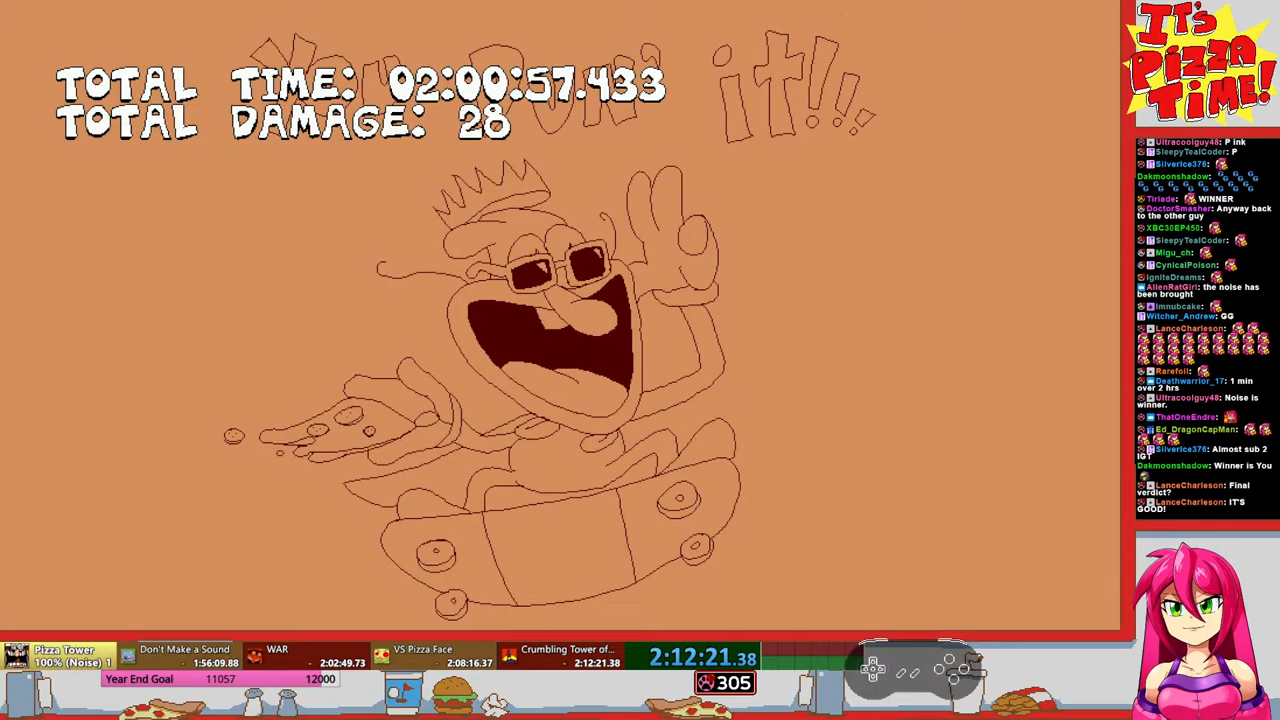 You Doin' it!!!
TOTAL TIME: 02:00:57.433
TOTAL DAMAGE: 28
IT'S
PIZZA
TIME!
Ultracoolguy48: P ink
SleepyTealCoder: P
Silverice376:
Dakmoonshadow:
Tiriade: WINNER
DoctorSmasher: Anyway back
to the other guy
XBC30EP450:
SleepyTealCoder:
Migu_ch:
CynicalPoison:
IgniteDreams:
AlienRatGirl: the noise has
been brought
Imnubcake:
Witcher_Andrew: GG
LanceCharleson:
Rarefoil:
Deathwarrior_17: 1 min
over 2 hrs
Ultracoolguy48: Noise is
winner.
ThatOneEndre:
Ed_DragonCapMan:
Silverice376: Almost sub 2
IGT
Dakmoonshadow: Winner is You
LanceCharleson: Final
verdict?
LanceCharleson: IT'S
GOOD!
Pizza Tower
100% (Noise) 1
Don't Make a Sound
1:56:09.88
WAR
2:02:49.73
VS Pizza Face
2:08:16.37
Crumbling Tower of...
2:12:21.38
2:12:21.38
305
Year End Goal 11057 12000